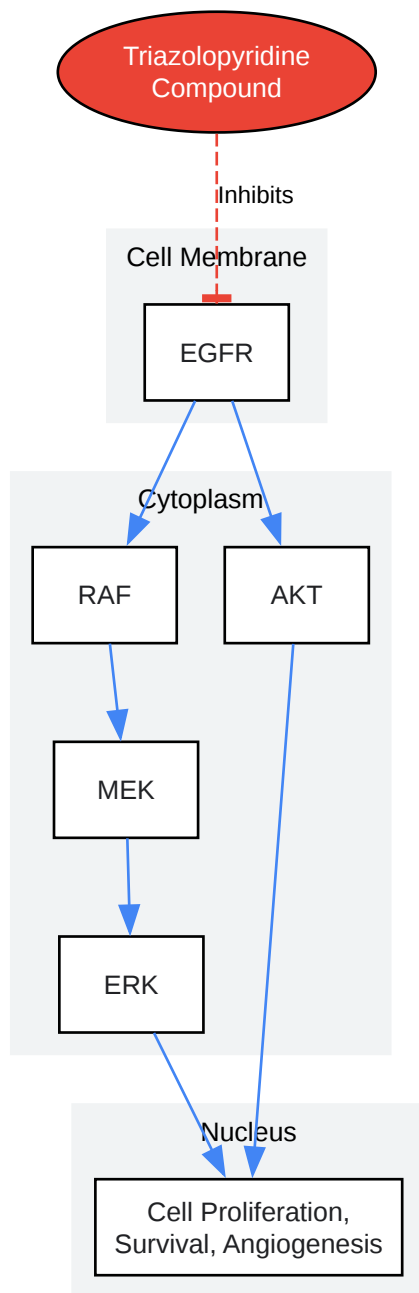 Triazolopyridine
Compound
Inhibits
Cell Membrane
EGFR
Cytoplasm
RAF
AKT
MEK
ERK
Nucleus
Cell Proliferation,
Survival, Angiogenesis